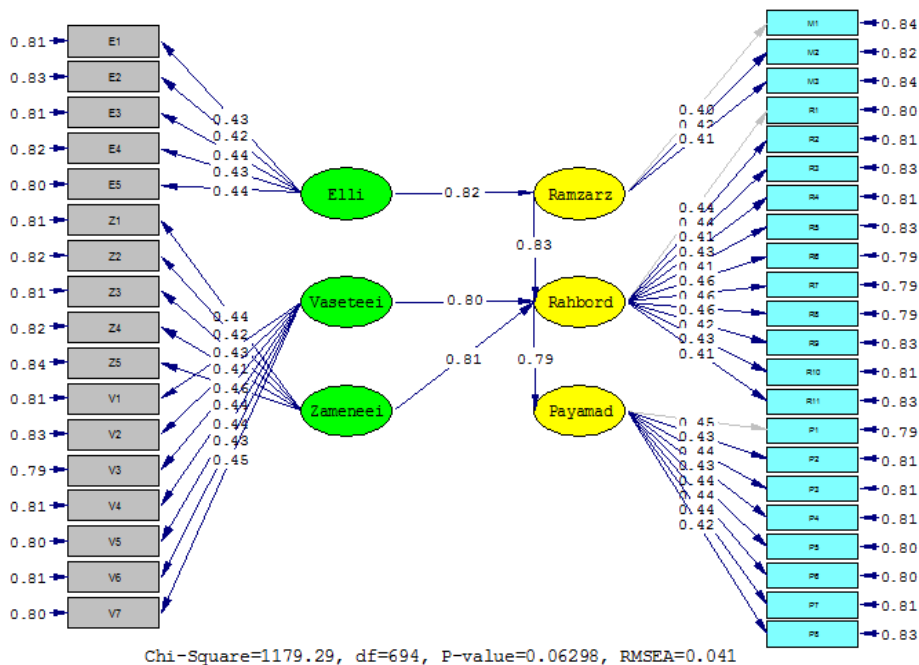 0.81 E1
0.83 E2
0.81 E3
0.82 E4
0.80 E5
0.81 Z1
0.82 Z2
0.81 Z3
0.82 Z4
0.84 Z5
0.81 V1
0.83 V2
0.79 V3
0.81 V4
0.80 V5
0.81 V6
0.80 V7
0.43
0.42
0.44
0.43
0.44
0.44
0.42
0.43
0.41
0.46
0.44
0.44
0.43
0.45
Elli
Vaseteei
Zameneei
0.82
0.83
0.80
0.81
0.79
Ramzarz
Rahbord
Payamad
0.40
0.42
0.41
0.44
0.44
0.41
0.43
0.41
0.46
0.46
0.46
0.42
0.43
0.41
0.45
0.43
0.44
0.43
0.44
0.44
0.44
0.42
M1 0.84
M2 0.82
M3 0.84
R1 0.80
R2 0.81
R3 0.83
R4 0.81
R5 0.83
R6 0.79
R7 0.79
R8 0.79
R9 0.83
R10 0.81
R11 0.83
P1 0.79
P2 0.81
P3 0.81
P4 0.81
P5 0.80
P6 0.80
P7 0.81
P8 0.83
Chi-Square=1179.29, df=694, P-value=0.06298, RMSEA=0.041